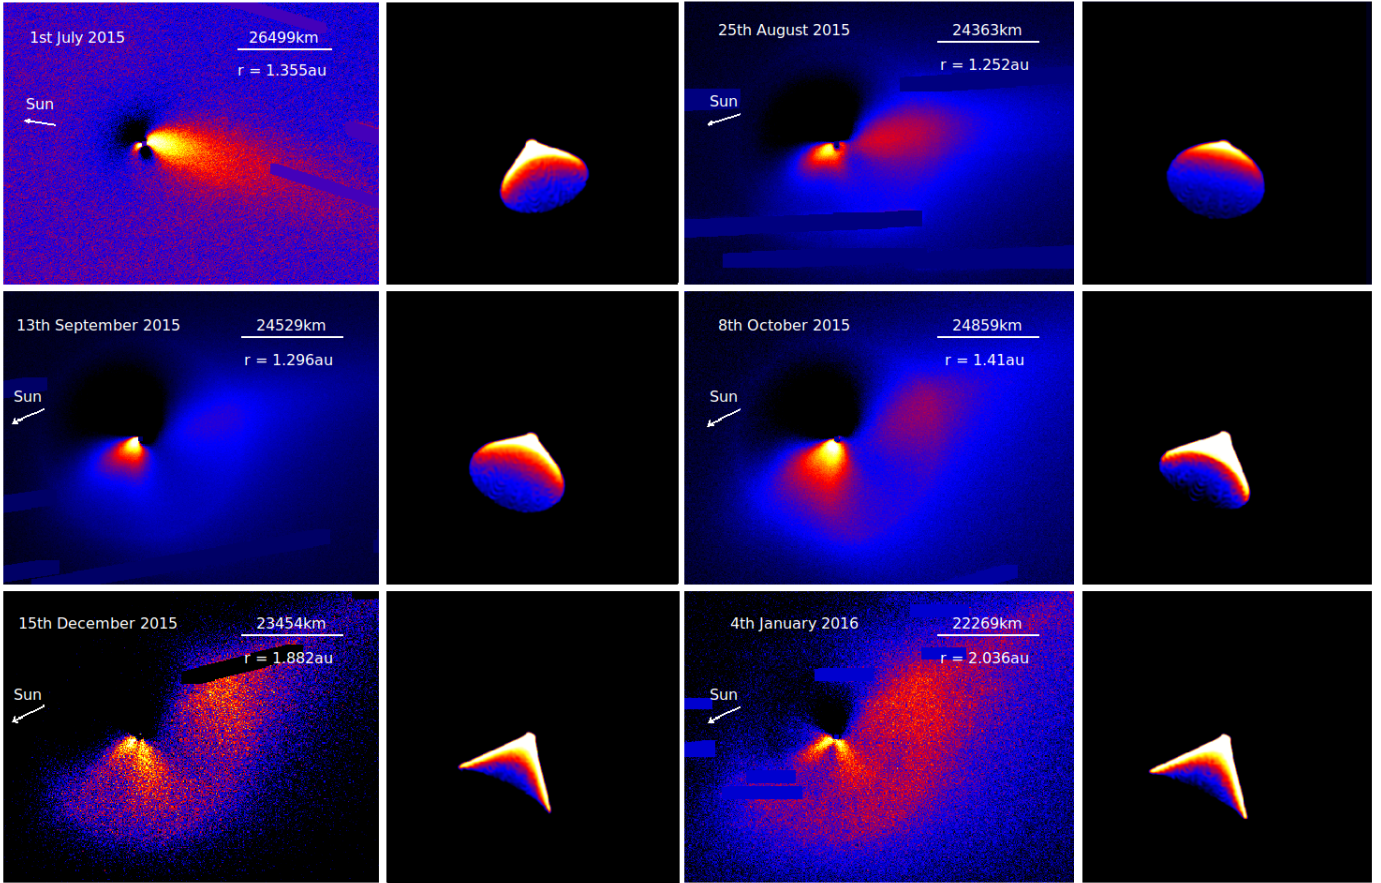 1st July 2015
26499km
r = 1.355au
Sun
25th August 2015
24363km
r = 1.252au
Sun
13th September 2015
24529km
r = 1.296au
Sun
8th October 2015
24859km
r = 1.41au
Sun
15th December 2015
23454km
r = 1.882au
Sun
4th January 2016
22269km
r = 2.036au
Sun